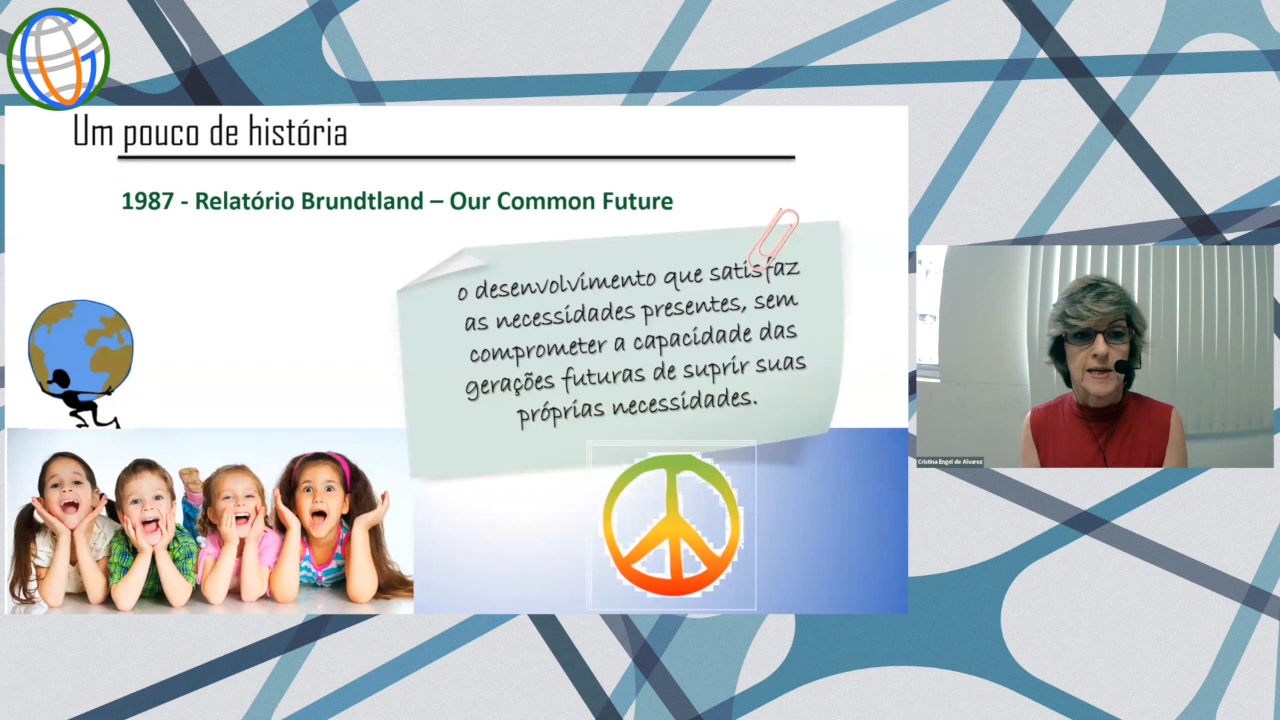 Um pouco de história
1987 - Relatório Brundtland – Our Common Future
o desenvolvimento que satisfaz
as necessidades presentes, sem
comprometer a capacidade das
gerações futuras de suprir suas
próprias necessidades.
Cristina Engel de Alvarez